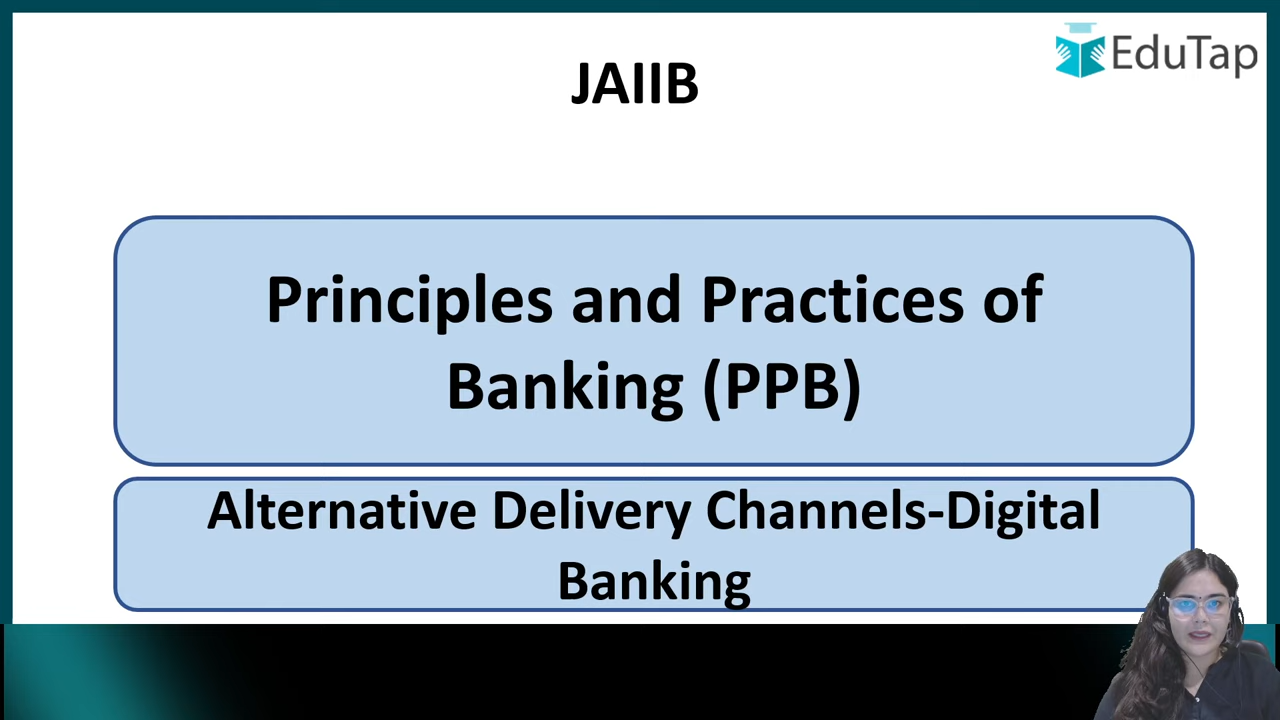 EduTap
JAIIB
Principles and Practices of
Banking (PPB)
Alternative Delivery Channels-Digital
Banking